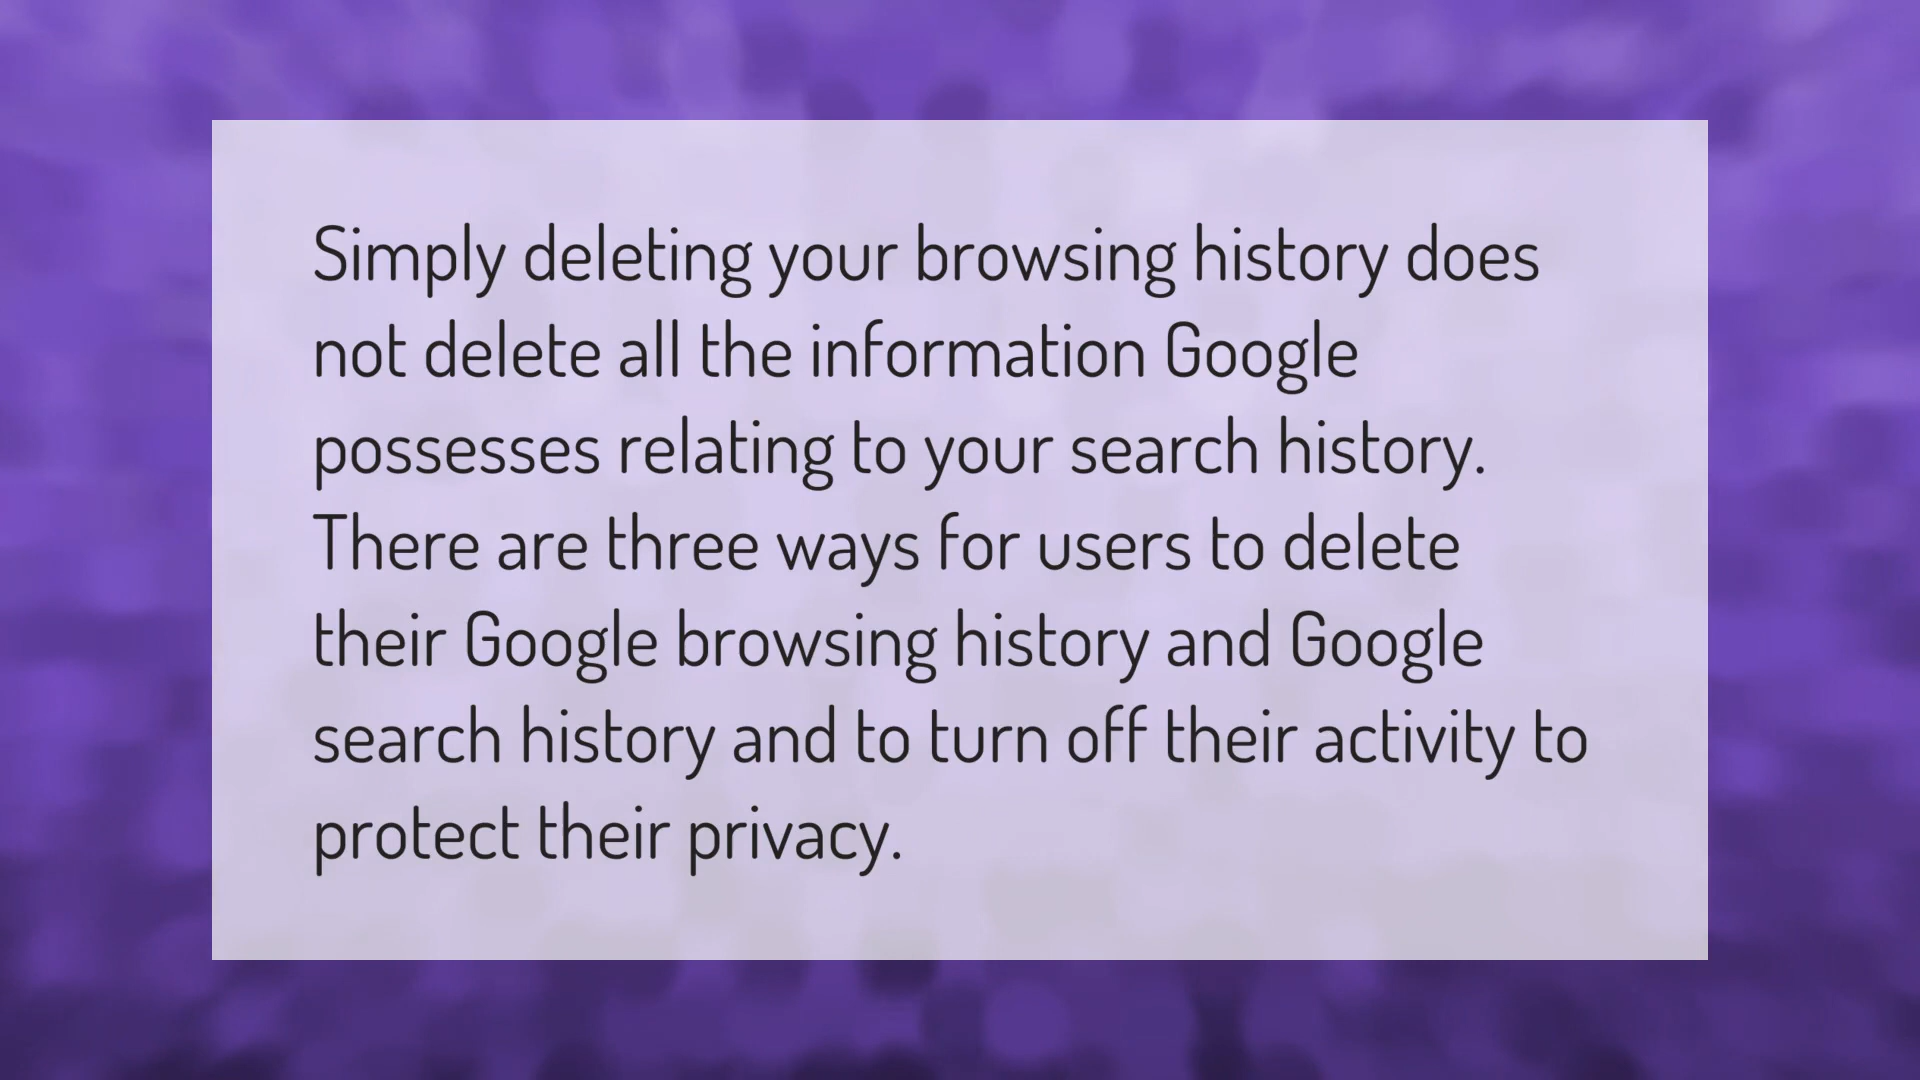 Simply deleting your browsing history does
not delete all the information Google
possesses relating to your search history.
There are three ways for users to delete
their Google browsing history and Google
search history and to turn off their activity to
protect their privacy.